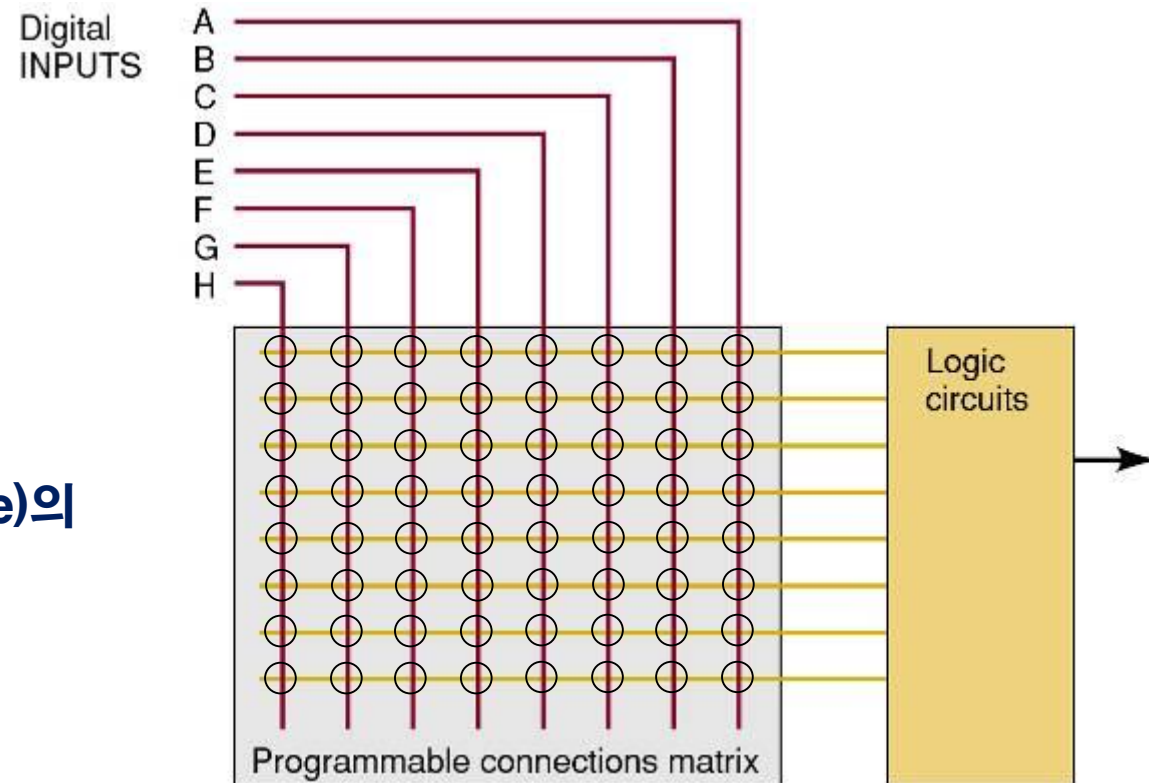 Digital
INPUTS
A
B
C
D
E
F
G
H
Logic
circuits
e)의
Programmable connections matrix